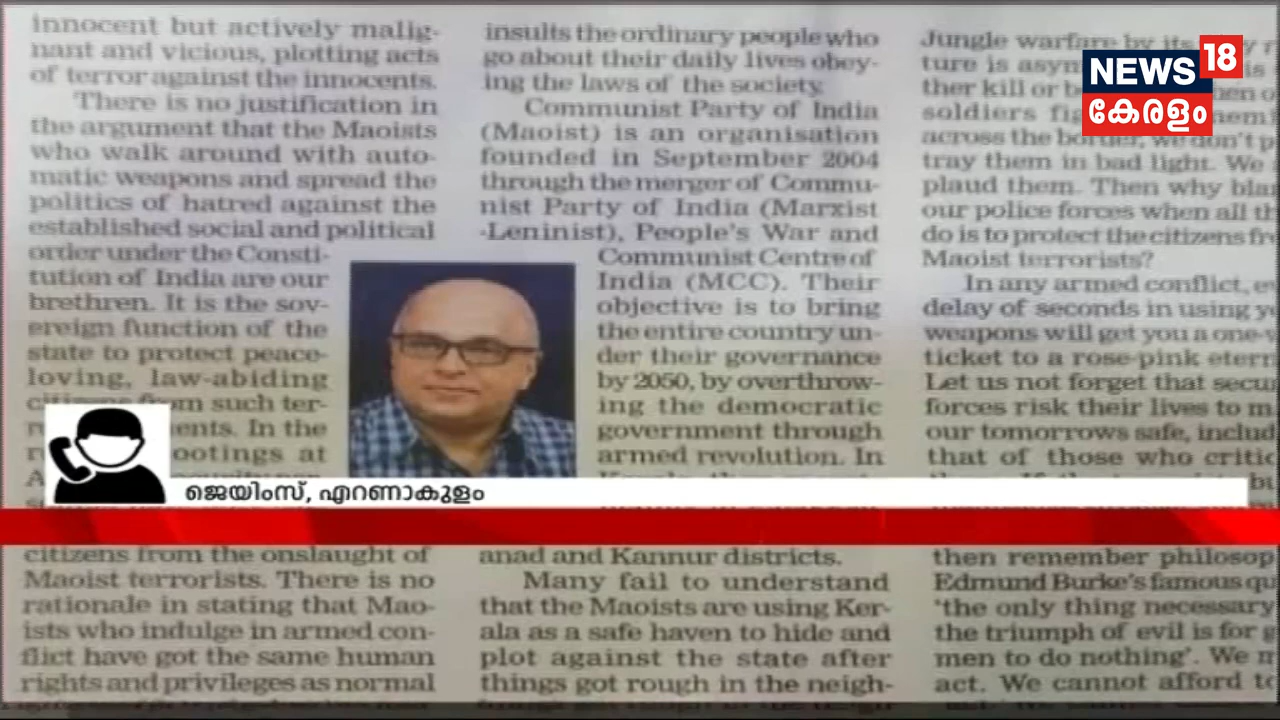 innocent but actively malig-
nant and vicious, plotting acts
of terror against the innocents.
There is no justification in
the argument that the Maoists
who walk around with auto-
matic weapons and spread the
politics of hatred against the
established social and political
order under the Consti-
tution of India are our
brethren. It is the sov-
ereign function of the
state to protect peace-
loving, law-abiding
citizens from such ter-
ents. In the
ootings at
citizens from the onslaught of
Maoist terrorists. There is no
rationale in stating that Mao-
ists who indulge in armed con-
flict have got the same human
rights and privileges as normal
insults the ordinary people who
go about their daily lives obey-
ing the laws of the society.
Communist Party of India
(Maoist) is an organisation
founded in September 2004
through the merger of Commu-
nist Party of India (Marxist
-Leninist), People's War and
Communist Centre of
India (MCC). Their
objective is to bring
the entire country un-
der their governance
by 2050, by overthrow-
ing the democratic
government through
armed revolution. In
anad and Kannur districts.
Many fail to understand
that the Maoists are using Ker-
ala as a safe haven to hide and
plot against the state after
things got rough in the neigh-
Jungle warfare by its
ture is asym
ther kill or b
soldiers fig
across the border, we don't p
tray them in bad light. We
plaud them. Then why bla
our police forces when all th
do is to protect the citizens fr
Maoist terrorists?
In any armed conflict, e
delay of seconds in using y
weapons will get you a one-
ticket to a rose-pink eter
Let us not forget that secu
forces risk their lives to m
our tomorrows safe, includ
that of those who critic
then remember philosop
Edmund Burke's famous qu
'the only thing necessary
the triumph of evil is for g
men to do nothing'. We m
act. We cannot afford to
NEWS 18
കേരളം
ജെയിംസ്, എറണാകുളം